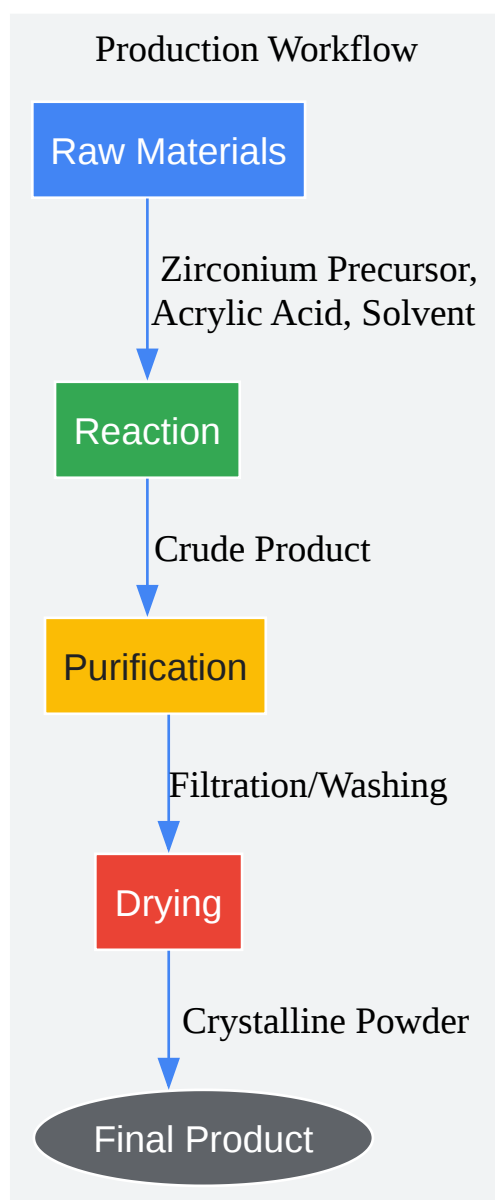 Production Workflow
Raw Materials
Zirconium Precursor,
Acrylic Acid, Solvent
Reaction
Crude Product
Purification
Filtration/Washing
Drying
Crystalline Powder
Final Product